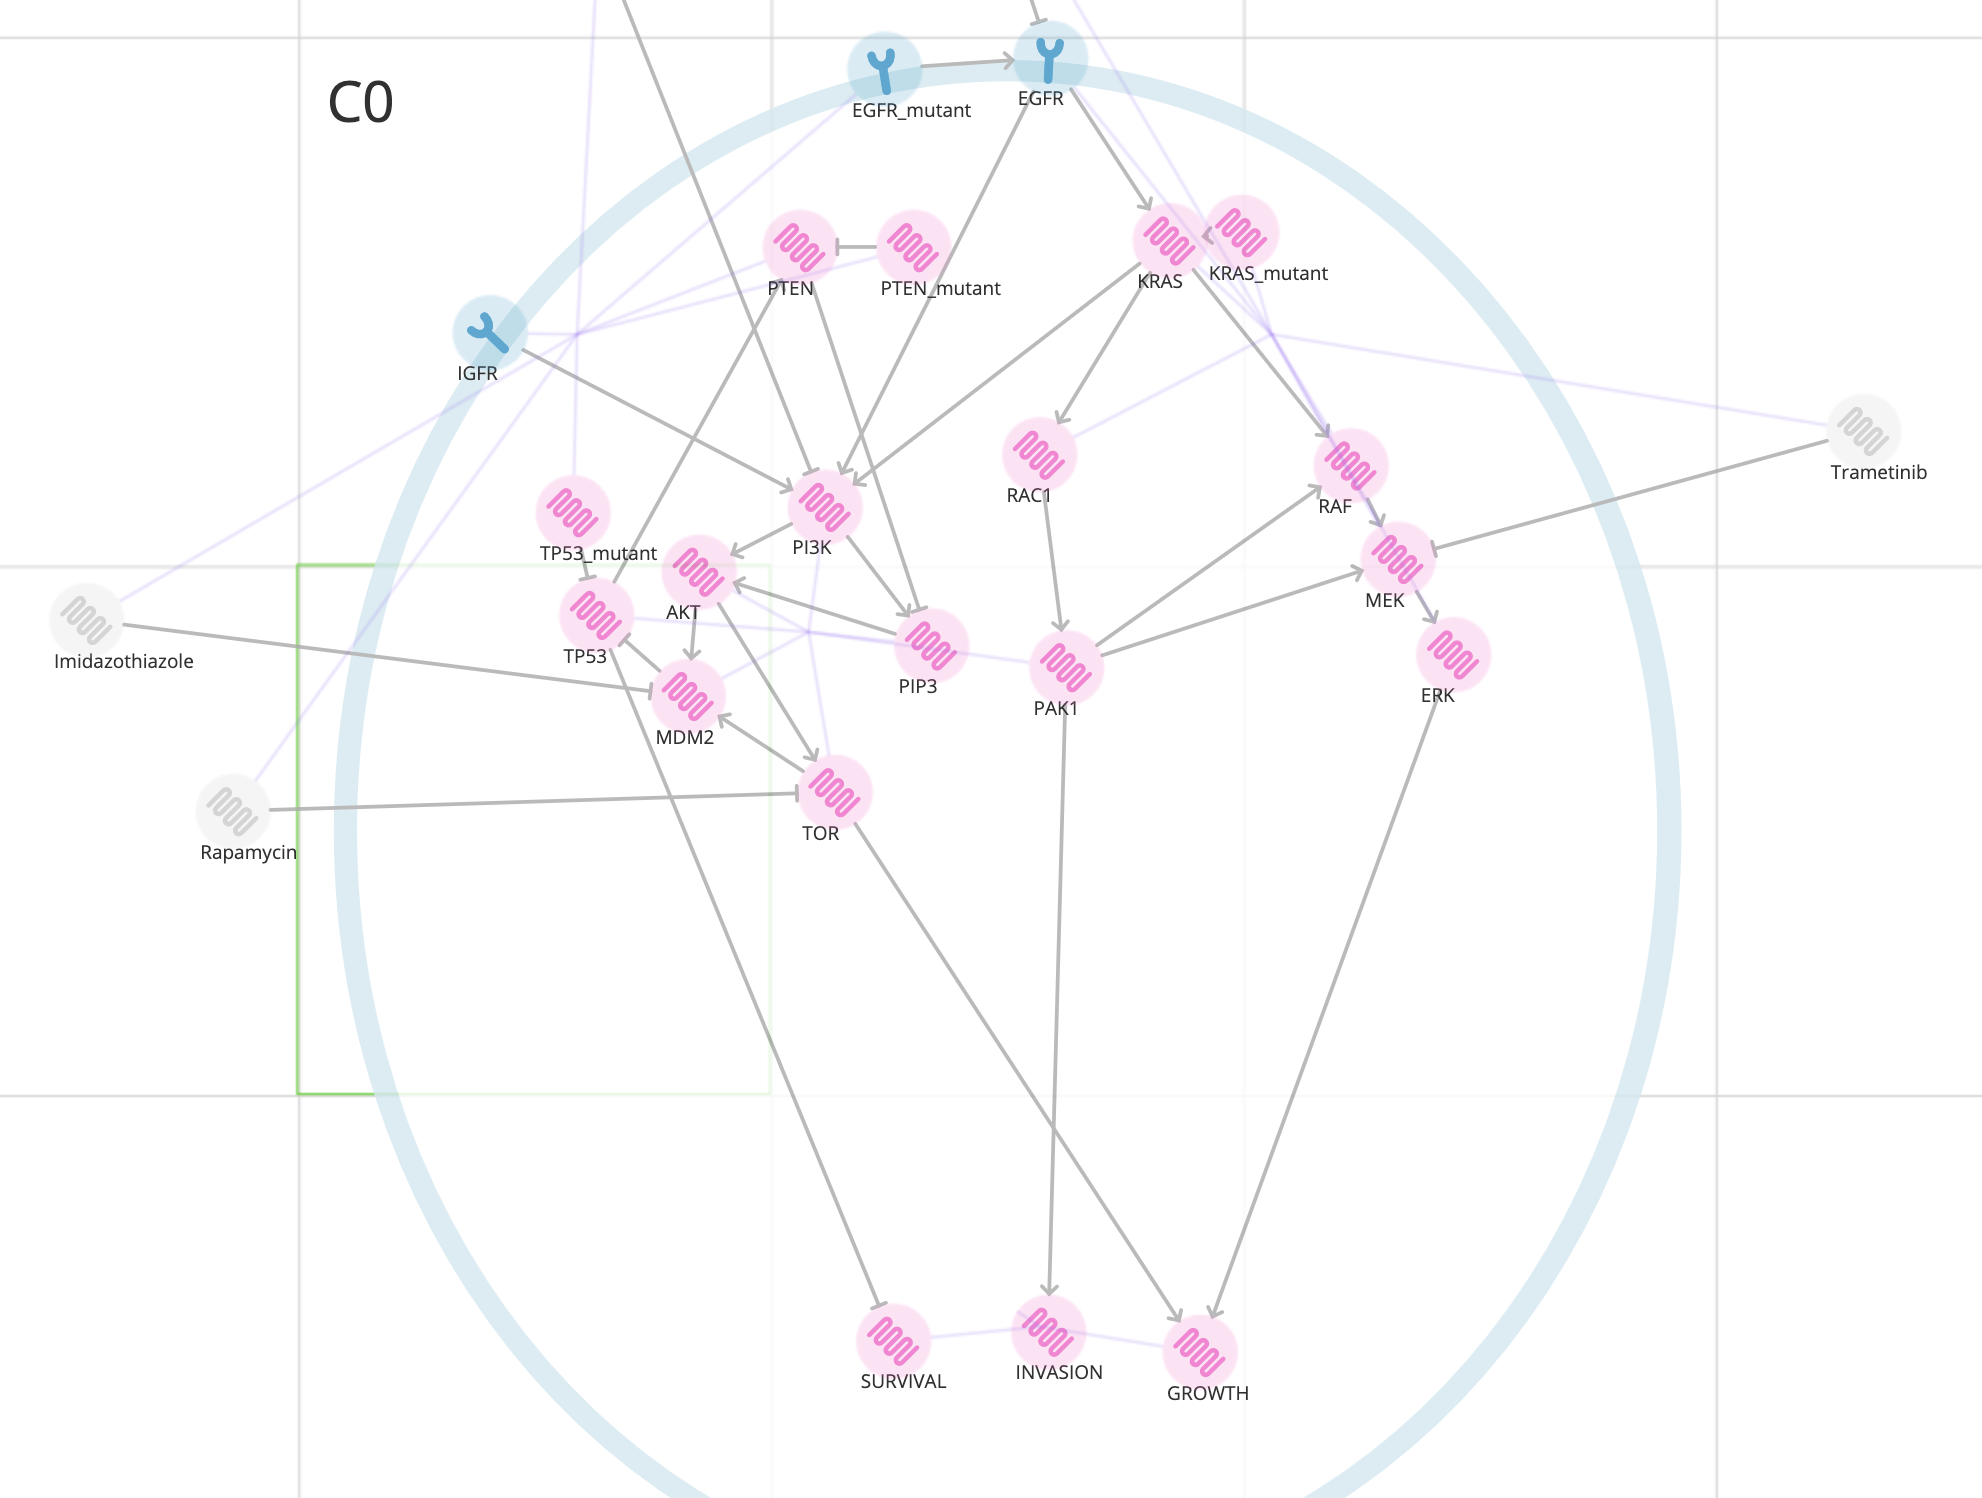 C0
EGFR_mutant
EGFR
PTEN
PTEN_mutant
KRAS
KRAS_mutant
IGFR
RAC1
RAF
Trametinib
TP53_mutant
PI3K
AKT
MEK
Imidazothiazole
TP53
PIP3
PAK1
ERK
MDM2
Rapamycin
TOR
SURVIVAL
INVASION
GROWTH